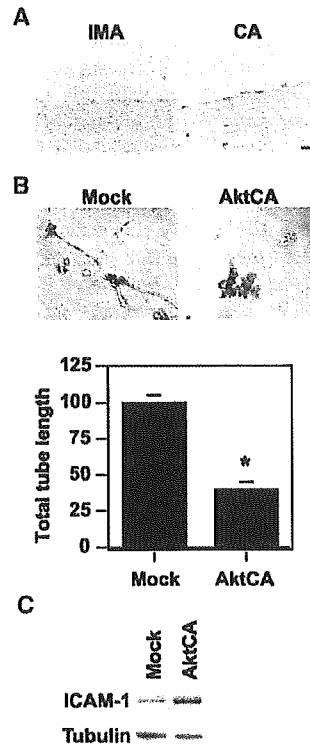 A
IMA CA
B
Mock AktCA
Total tube length
125
100
75
50
25
0
*
Mock AktCA
C
Mock AktCA
ICAM-1
Tubulin